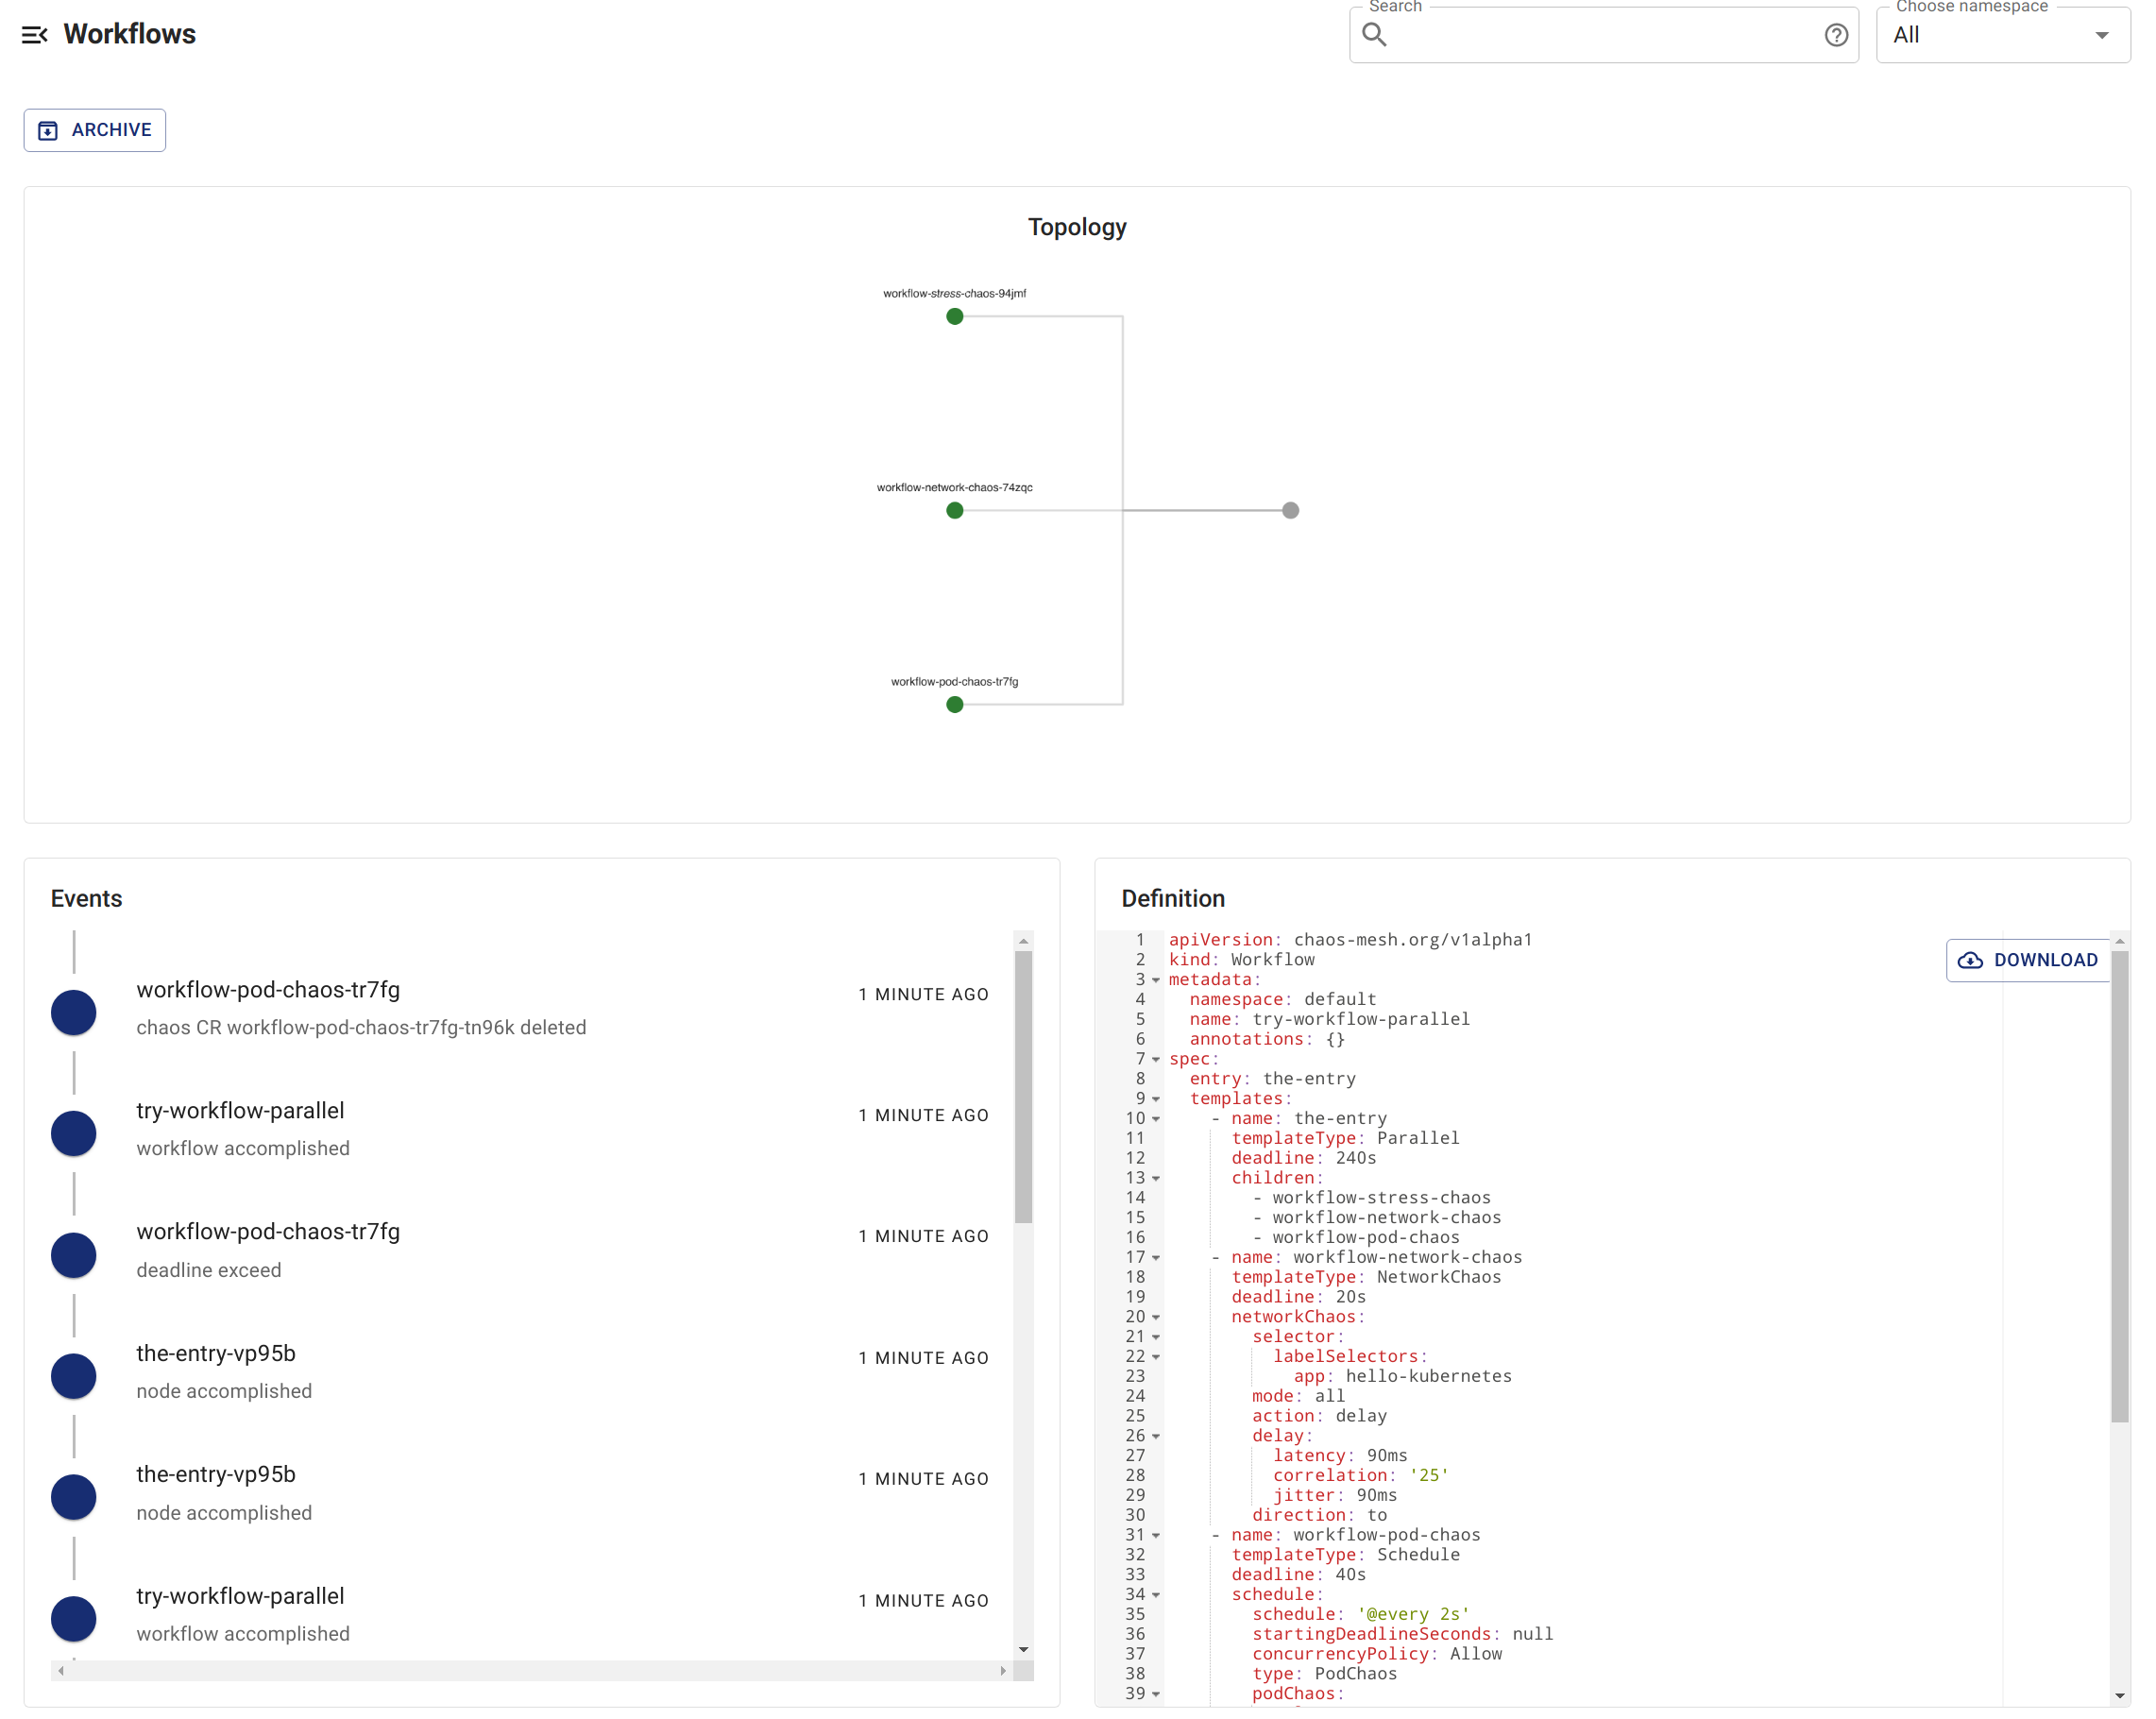 Workflows
Search
Choose namespace
All
ARCHIVE
Topology
workflow-stress-chaos-94jmf
workflow-network-chaos-74zqc
workflow-pod-chaos-tr7fg
Events
workflow-pod-chaos-tr7fg
1 MINUTE AGO
chaos CR workflow-pod-chaos-tr7fg-tn96k deleted
try-workflow-parallel
1 MINUTE AGO
workflow accomplished
workflow-pod-chaos-tr7fg
1 MINUTE AGO
deadline exceed
the-entry-vp95b
1 MINUTE AGO
node accomplished
the-entry-vp95b
1 MINUTE AGO
node accomplished
try-workflow-parallel
1 MINUTE AGO
workflow accomplished
Definition
DOWNLOAD
1 apiVersion: chaos-mesh.org/v1alpha1
2 kind: Workflow
3 metadata:
4 namespace: default
5 name: try-workflow-parallel
6 annotations: {}
7 spec:
8 entry: the-entry
9 templates:
10 - name: the-entry
11 templateType: Parallel
12 deadline: 240s
13 children:
14 - workflow-stress-chaos
15 - workflow-network-chaos
16 - workflow-pod-chaos
17 - name: workflow-network-chaos
18 templateType: NetworkChaos
19 deadline: 20s
20 networkChaos:
21 selector:
22 labelSelectors:
23 app: hello-kubernetes
24 mode: all
25 action: delay
26 delay:
27 latency: 90ms
28 correlation: '25'
29 jitter: 90ms
30 direction: to
31 - name: workflow-pod-chaos
32 templateType: Schedule
33 deadline: 40s
34 schedule:
35 schedule: '@every 2s'
36 startingDeadlineSeconds: null
37 concurrencyPolicy: Allow
38 type: PodChaos
39 podChaos: